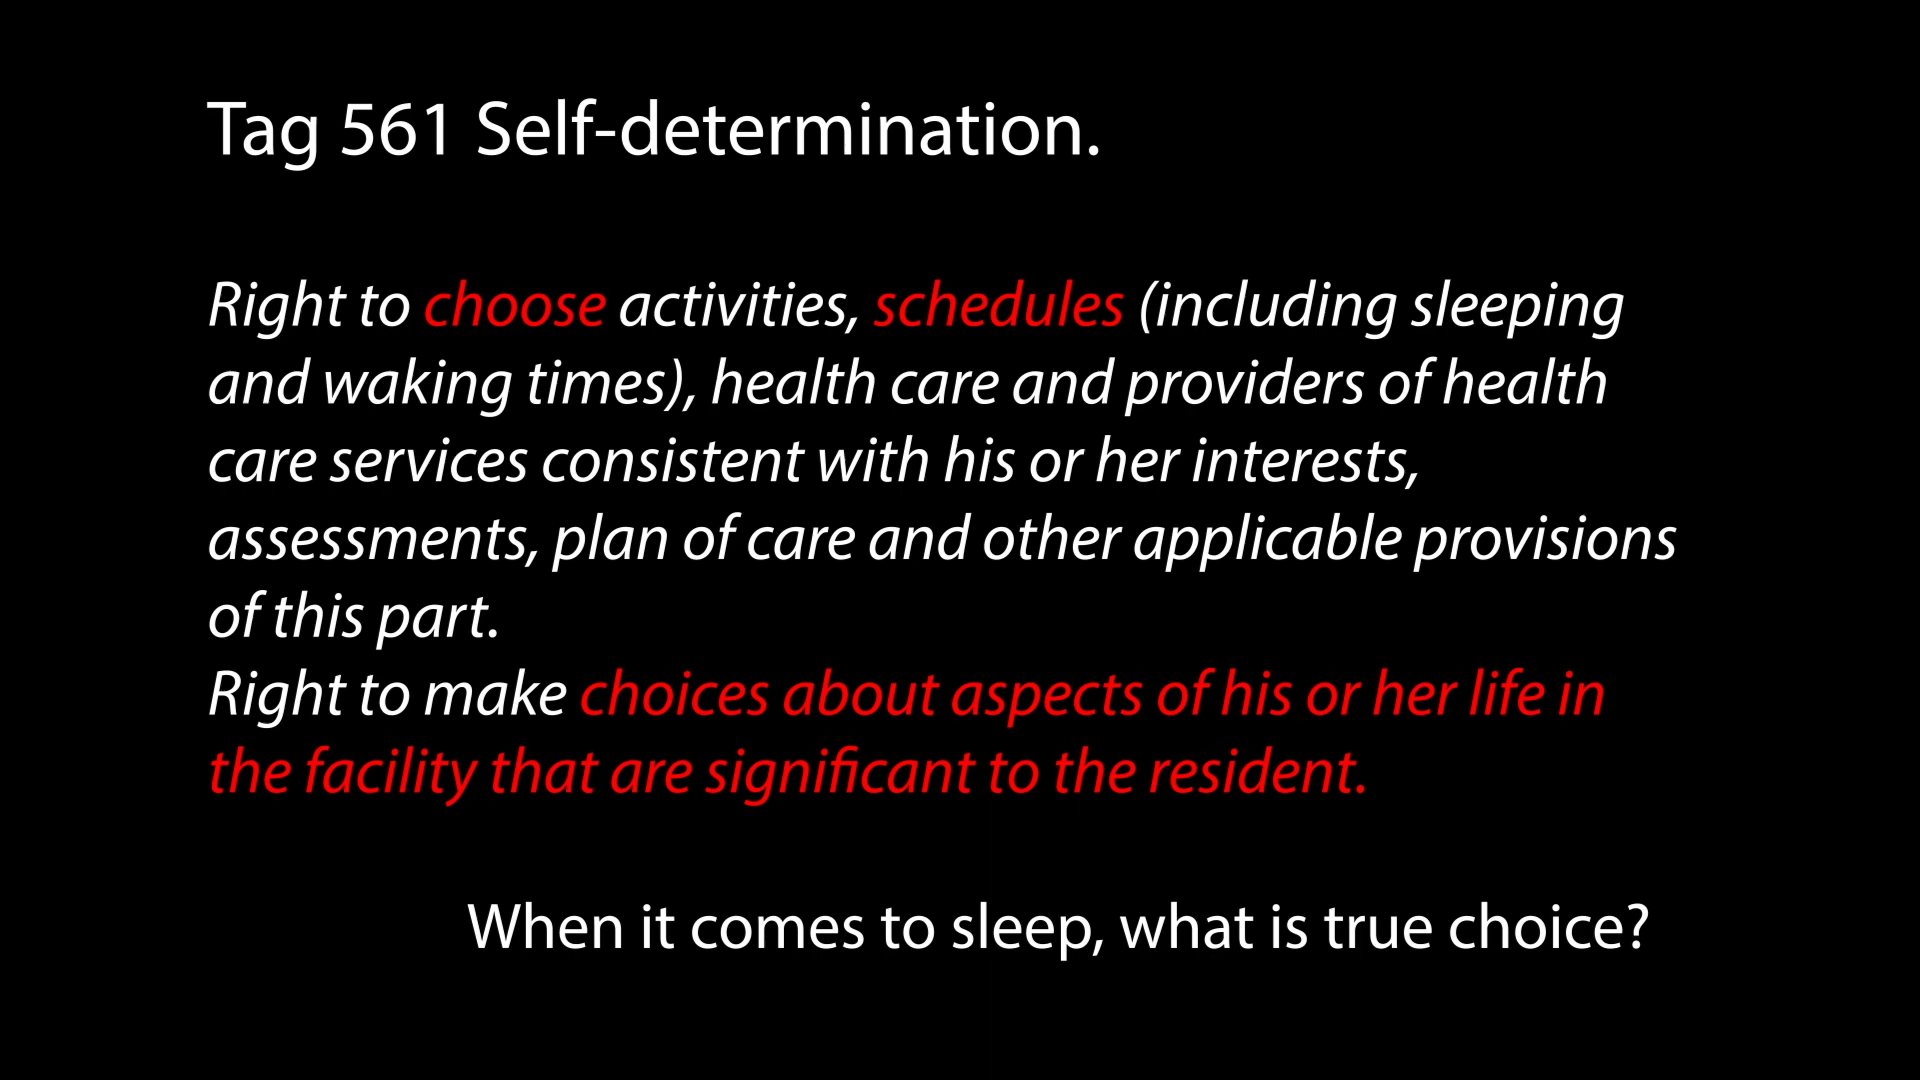 Tag 561 Self-determination.
Right to choose activities, schedules (including sleeping
and waking times), health care and providers of health
care services consistent with his or her interests,
assessments, plan of care and other applicable provisions
of this part.
Right to make choices about aspects of his or her life in
the facility that are significant to the resident.
When it comes to sleep, what is true choice?